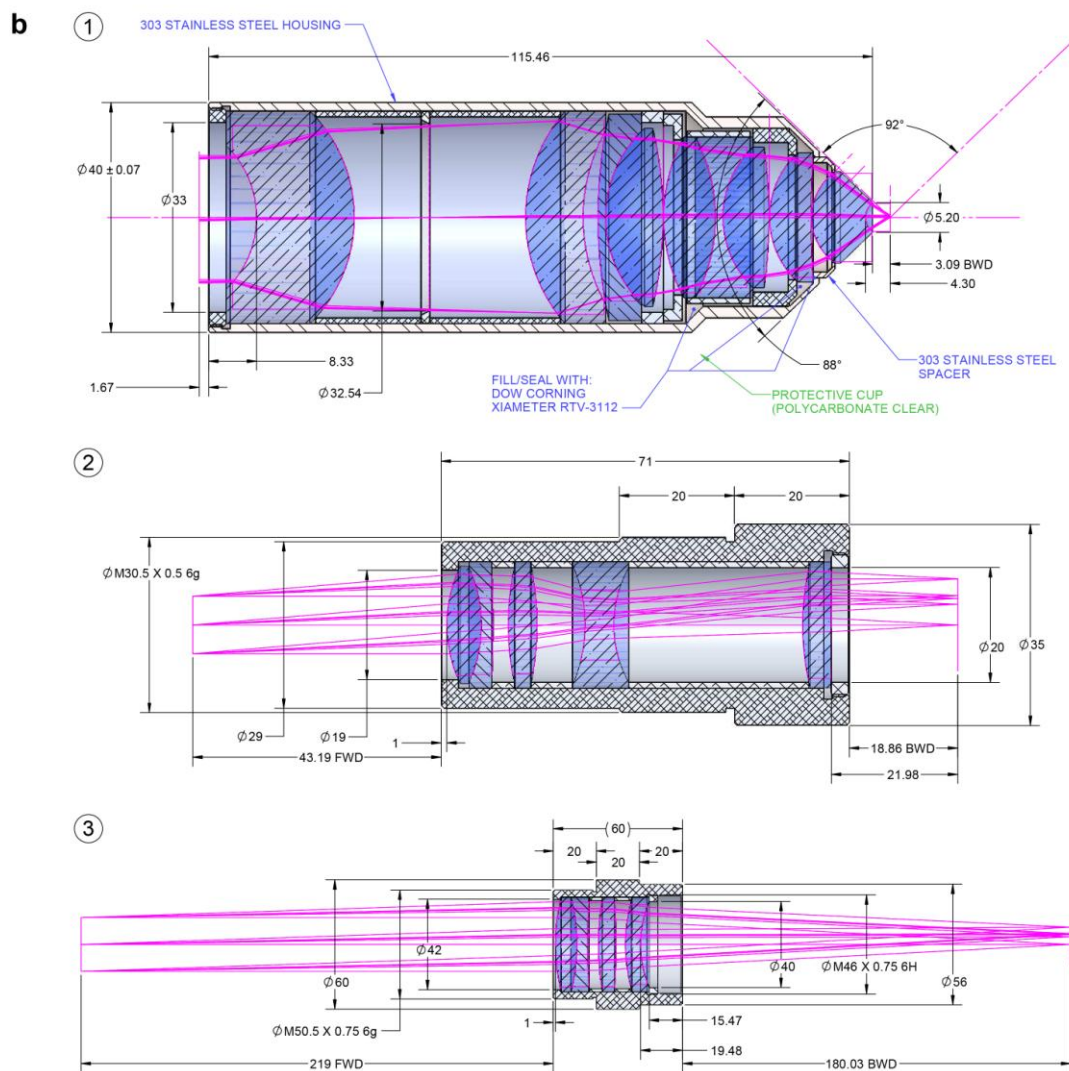 b
1
303 STAINLESS STEEL HOUSING
115.46
92°
Ø40 ± 0.07
Ø33
Ø5.20
3.09 BWD
4.30
8.33
1.67
Ø32.54
88°
FILL/SEAL WITH:
DOW CORNING
XIAMETER RTV-3112
303 STAINLESS STEEL
SPACER
PROTECTIVE CUP
(POLYCARBONATE CLEAR)
2
71
20
20
ØM30.5 X 0.5 6g
Ø20
Ø35
Ø29
Ø19
1
43.19 FWD
18.86 BWD
21.98
3
(60)
20
20
20
Ø42
Ø60
Ø40
ØM46 X 0.75 6H
Ø56
ØM50.5 X 0.75 6g
1
15.47
19.48
219 FWD
180.03 BWD